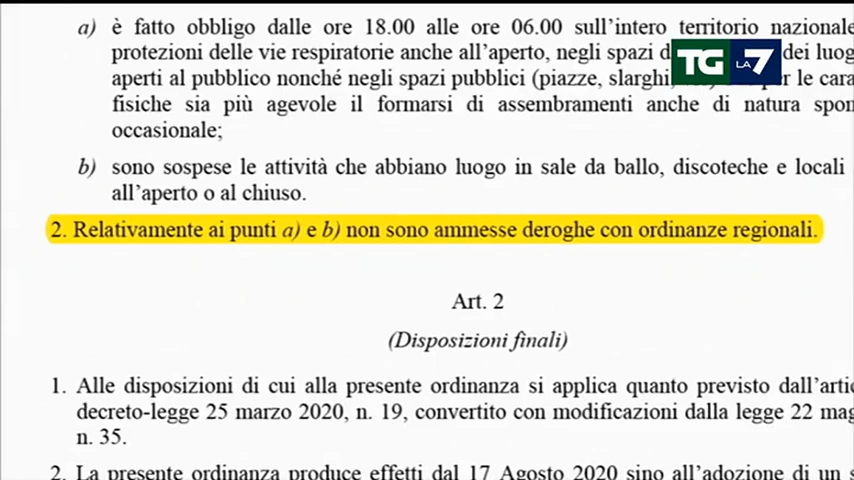 a) è fatto obbligo dalle ore 18.00 alle ore 06.00 sull'intero territorio nazionale
protezioni delle vie respiratorie anche all'aperto, negli spazi dei luog
aperti al pubblico nonché negli spazi pubblici (piazze, slarghi, le cara
fisiche sia più agevole il formarsi di assembramenti anche di natura spon
occasionale;
TG LA 7
b) sono sospese le attività che abbiano luogo in sale da ballo, discoteche e locali
all'aperto o al chiuso.
2. Relativamente ai punti a) e b) non sono ammesse deroghe con ordinanze regionali.
Art. 2
(Disposizioni finali)
1. Alle disposizioni di cui alla presente ordinanza si applica quanto previsto dall'artic
decreto-legge 25 marzo 2020, n. 19, convertito con modificazioni dalla legge 22 mag
n. 35.
2. La presente ordinanza produce effetti dal 17 Agosto 2020 sino all'adozione di un s